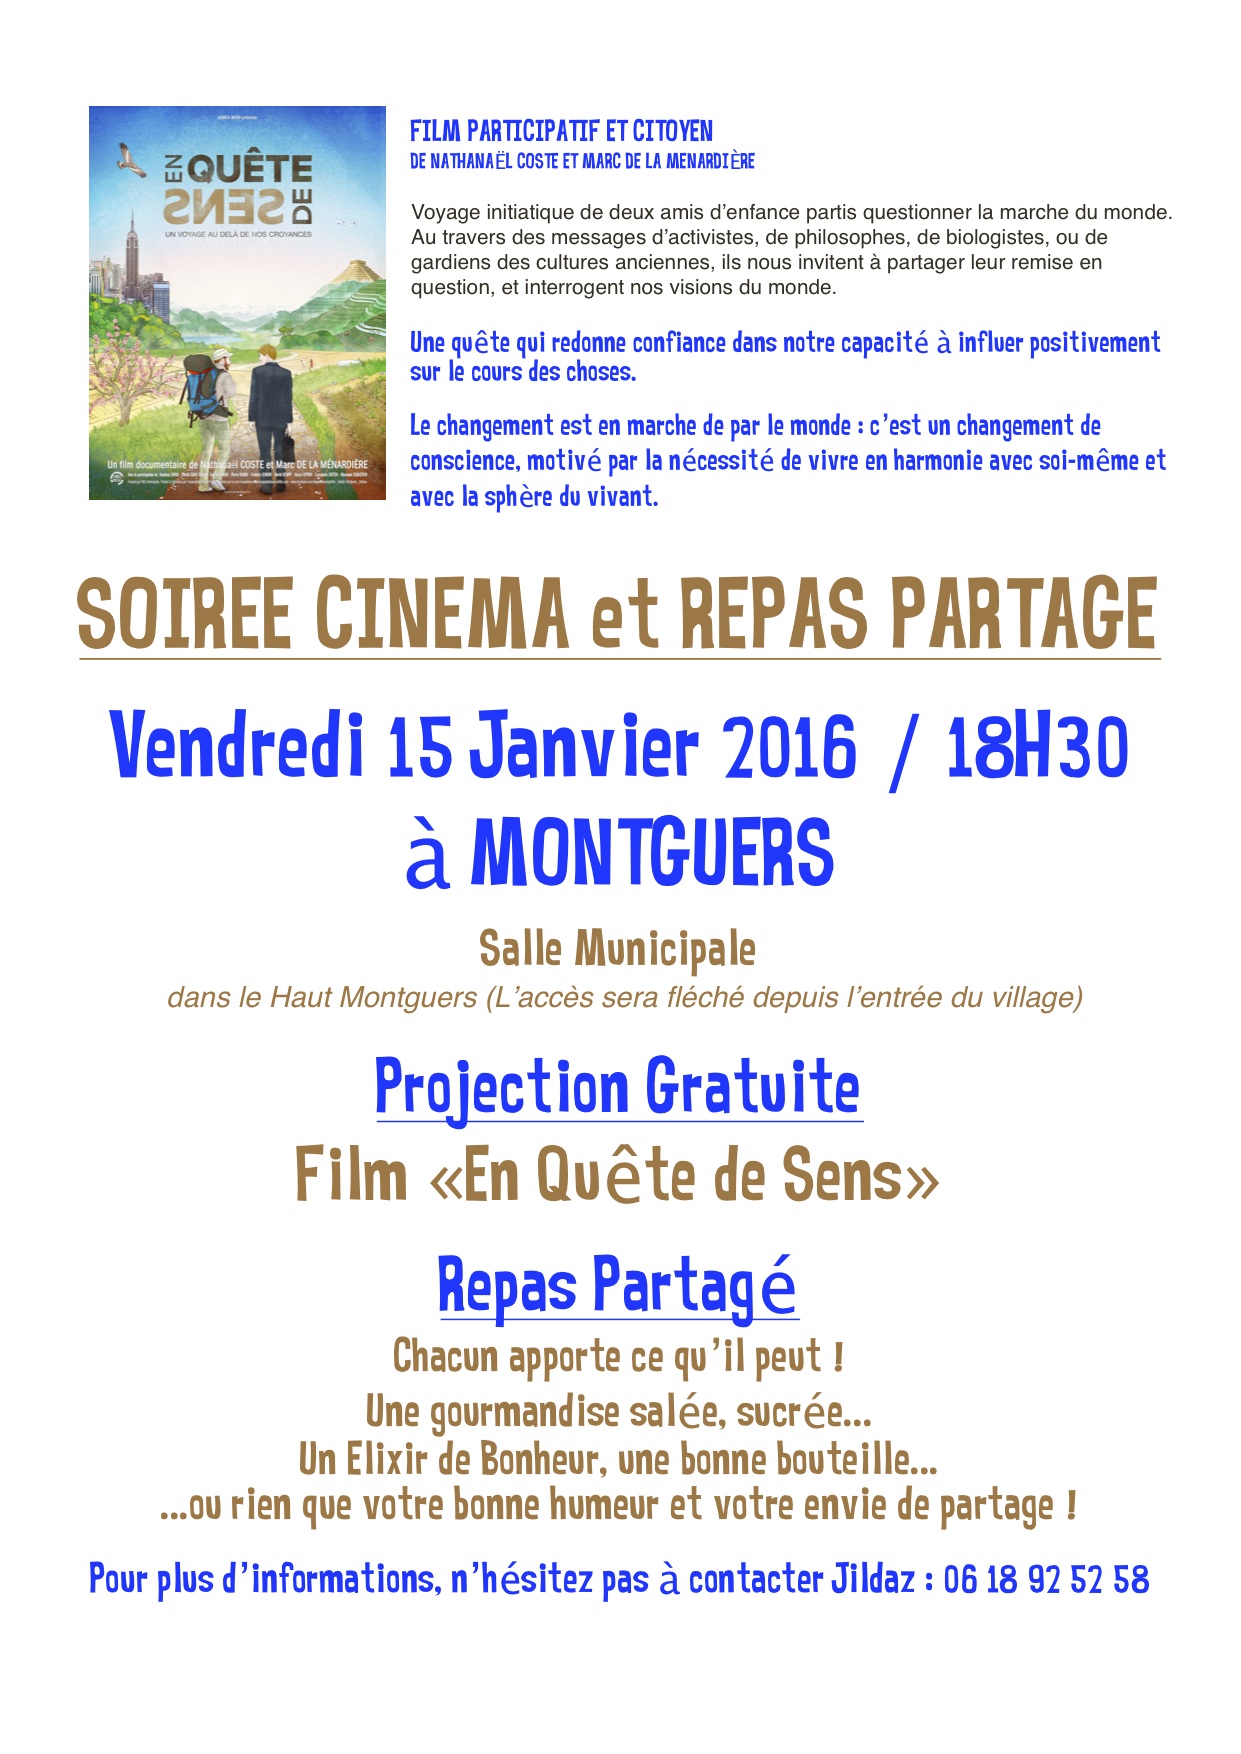 EN QUÊTE
DE SENS
UN VOYAGE AU DELÀ DE NOS CROYANCES
Un film documentaire de Nathanaël COSTE et Marc DE LA MÉNARDIÈRE
FILM PARTICIPATIF ET CITOYEN
DE NATHANAËL COSTE ET MARC DE LA MENARDIÈRE
Voyage initiatique de deux amis d’enfance partis questionner la marche du monde.
Au travers des messages d’activistes, de philosophes, de biologistes, ou de
gardiens des cultures anciennes, ils nous invitent à partager leur remise en
question, et interrogent nos visions du monde.
Une quête qui redonne confiance dans notre capacité à influer positivement
sur le cours des choses.
Le changement est en marche de par le monde : c’est un changement de
conscience, motivé par la nécessité de vivre en harmonie avec soi-même et
avec la sphère du vivant.
SOIREE CINEMA et REPAS PARTAGE
Vendredi 15 Janvier 2016 / 18H30
à MONTGUERS
Salle Municipale
dans le Haut Montguers (L’accès sera fléché depuis l’entrée du village)
Projection Gratuite
Film «En Quête de Sens»
Repas Partagé
Chacun apporte ce qu’il peut !
Une gourmandise salée, sucrée...
Un Elixir de Bonheur, une bonne bouteille...
...ou rien que votre bonne humeur et votre envie de partage !
Pour plus d’informations, n’hésitez pas à contacter Jildaz : 06 18 92 52 58